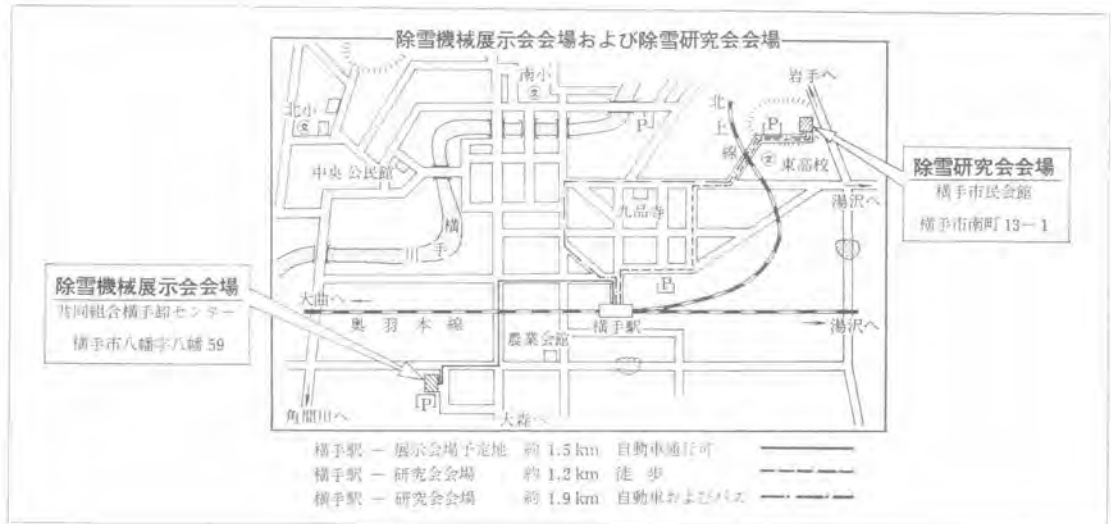 除雪機械展示会会場および除雪研究会会場
南小
文
北小
文
中央公民館
横手
P
北上線
岩手へ
P
文
東高校
湯沢へ
九品寺
P
除雪研究会会場
横手市民会館
横手市南町 13－1
除雪機械展示会会場
共同組合横手卸センター
横手市八幡字八幡 59
大曲へ
奥羽本線
横手駅
湯沢へ
農業会館
P
角間川へ
大森へ
横手駅 － 展示会場予定地 約 1.5 km 自動車通行可
横手駅 － 研究会会場 約 1.2 km 徒歩
横手駅 － 研究会会場 約 1.9 km 自動車およびバス